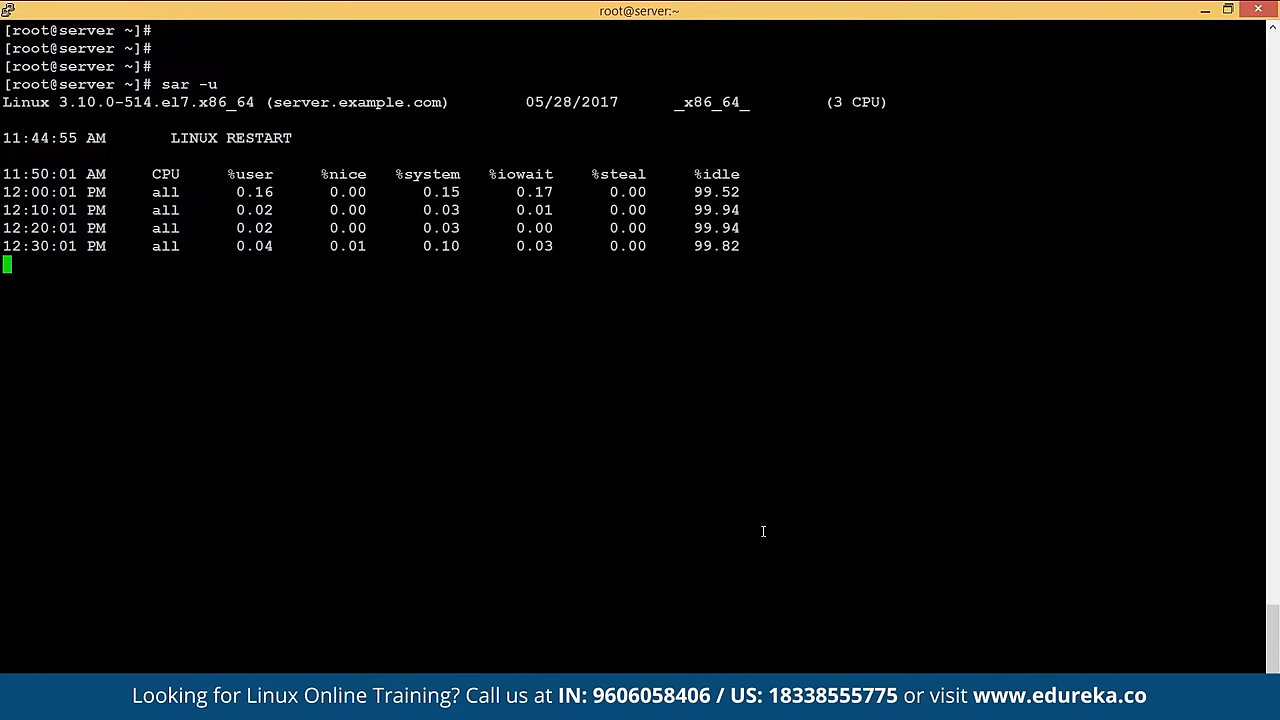 root@server:~
[root@server ~]#
[root@server ~]#
[root@server ~]#
[root@server ~]# sar -u
Linux 3.10.0-514.el7.x86_64 (server.example.com) 05/28/2017 _x86_64_ (3 CPU)
11:44:55 AM LINUX RESTART
11:50:01 AM CPU %user %nice %system %iowait %steal %idle
12:00:01 PM all 0.16 0.00 0.15 0.17 0.00 99.52
12:10:01 PM all 0.02 0.00 0.03 0.01 0.00 99.94
12:20:01 PM all 0.02 0.00 0.03 0.00 0.00 99.94
12:30:01 PM all 0.04 0.01 0.10 0.03 0.00 99.82
Looking for Linux Online Training? Call us at IN: 9606058406 / US: 18338555775 or visit www.edureka.co